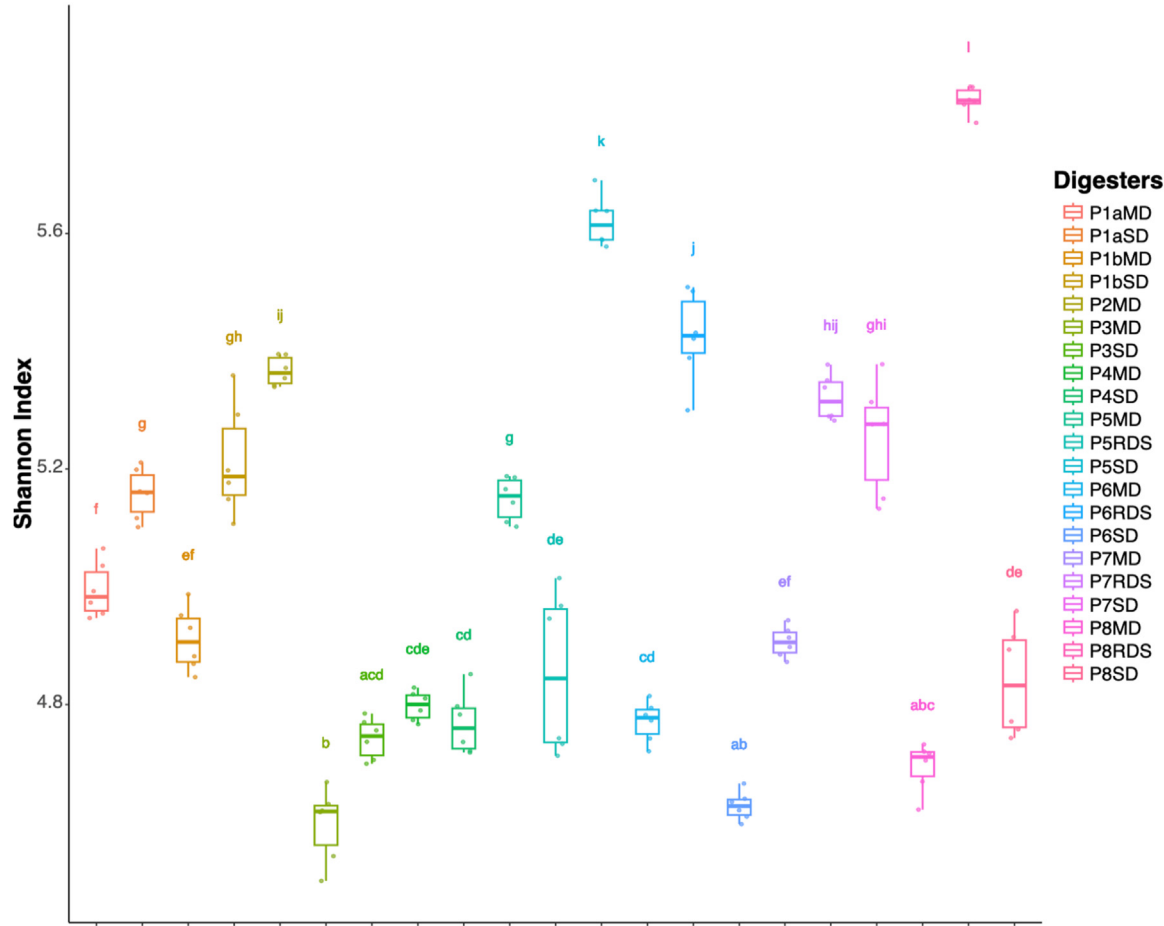 l
k
Digesters
P1aMD
P1aSD
5.6
j
P1bMD
P1bSD
P2MD
ij
P3MD
gh
hij
ghi
P3SD
P4MD
P4SD
g
g
P5MD
P5RDS
5.2
P5SD
Shannon Index
P6MD
f
P6RDS
de
P6SD
ef
P7MD
ef
de
P7RDS
P7SD
cde
cd
P8MD
cd
P8RDS
acd
P8SD
4.8
abc
b
ab